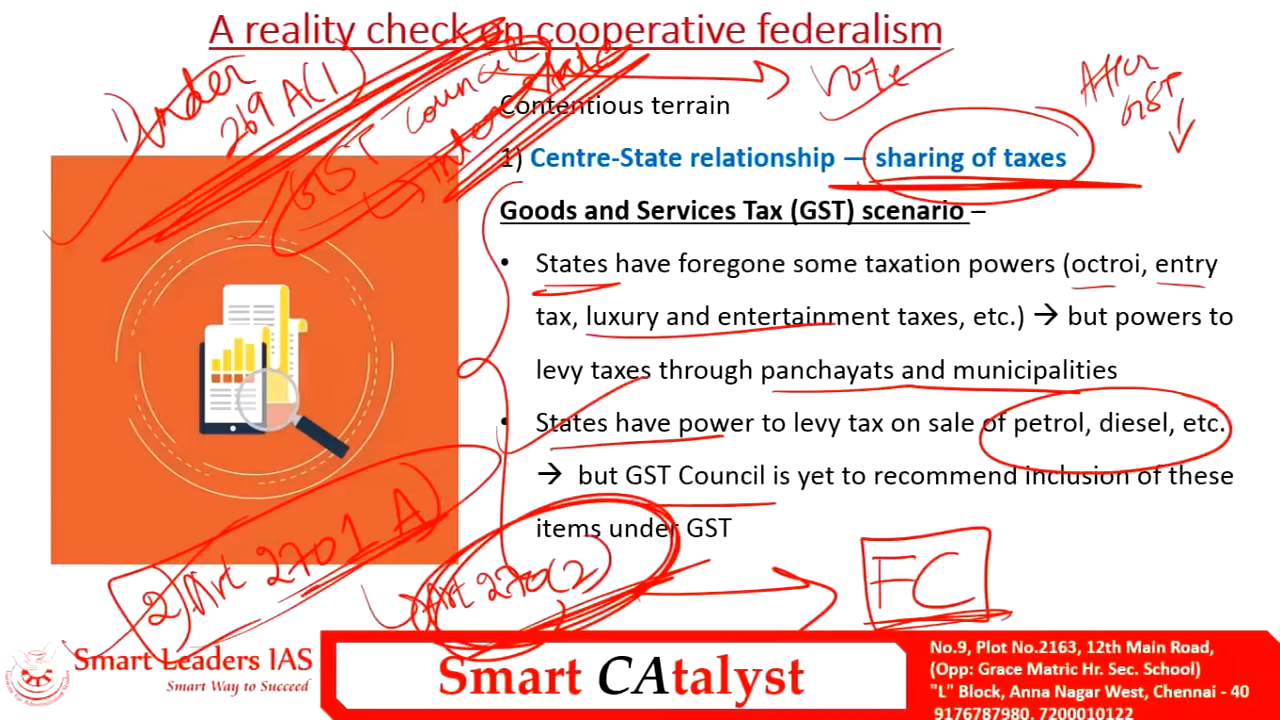 A reality check on cooperative federalism
Under
269 A(1)
GST Council
Interstate
Vote
After
GST
Contentious terrain
1) Centre-State relationship — sharing of taxes
Goods and Services Tax (GST) scenario –
• States have foregone some taxation powers (octroi, entry
tax, luxury and entertainment taxes, etc.) → but powers to
levy taxes through panchayats and municipalities
• States have power to levy tax on sale of petrol, diesel, etc.
→ but GST Council is yet to recommend inclusion of these
items under GST
2) Art 2701A)
Art 270(2)
FC
Smart Leaders IAS
Smart Way to Succeed
Smart CAtalyst
No.9, Plot No.2163, 12th Main Road,
(Opp: Grace Matric Hr. Sec. School)
"L" Block, Anna Nagar West, Chennai - 40
9176787980, 7200010122